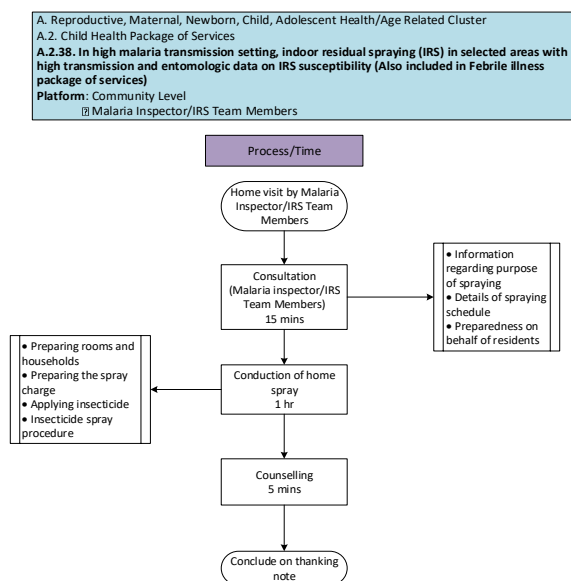 A. Reproductive, Maternal, Newborn, Child, Adolescent Health/Age Related Cluster
A.2. Child Health Package of Services
A.2.38. In high malaria transmission setting, indoor residual spraying (IRS) in selected areas with
high transmission and entomologic data on IRS susceptibility (Also included in Febrile illness
package of services)
Platform: Community Level
⍰ Malaria Inspector/IRS Team Members
Process/Time
Home visit by Malaria
Inspector/IRS Team
Members
Consultation
(Malaria inspector/IRS
Team Members)
15 mins
• Information
regarding purpose
of spraying
• Details of spraying
schedule
• Preparedness on
behalf of residents
• Preparing rooms and
households
• Preparing the spray
charge
• Applying insecticide
• Insecticide spray
procedure
Conduction of home
spray
1 hr
Counselling
5 mins
Conclude on thanking
note